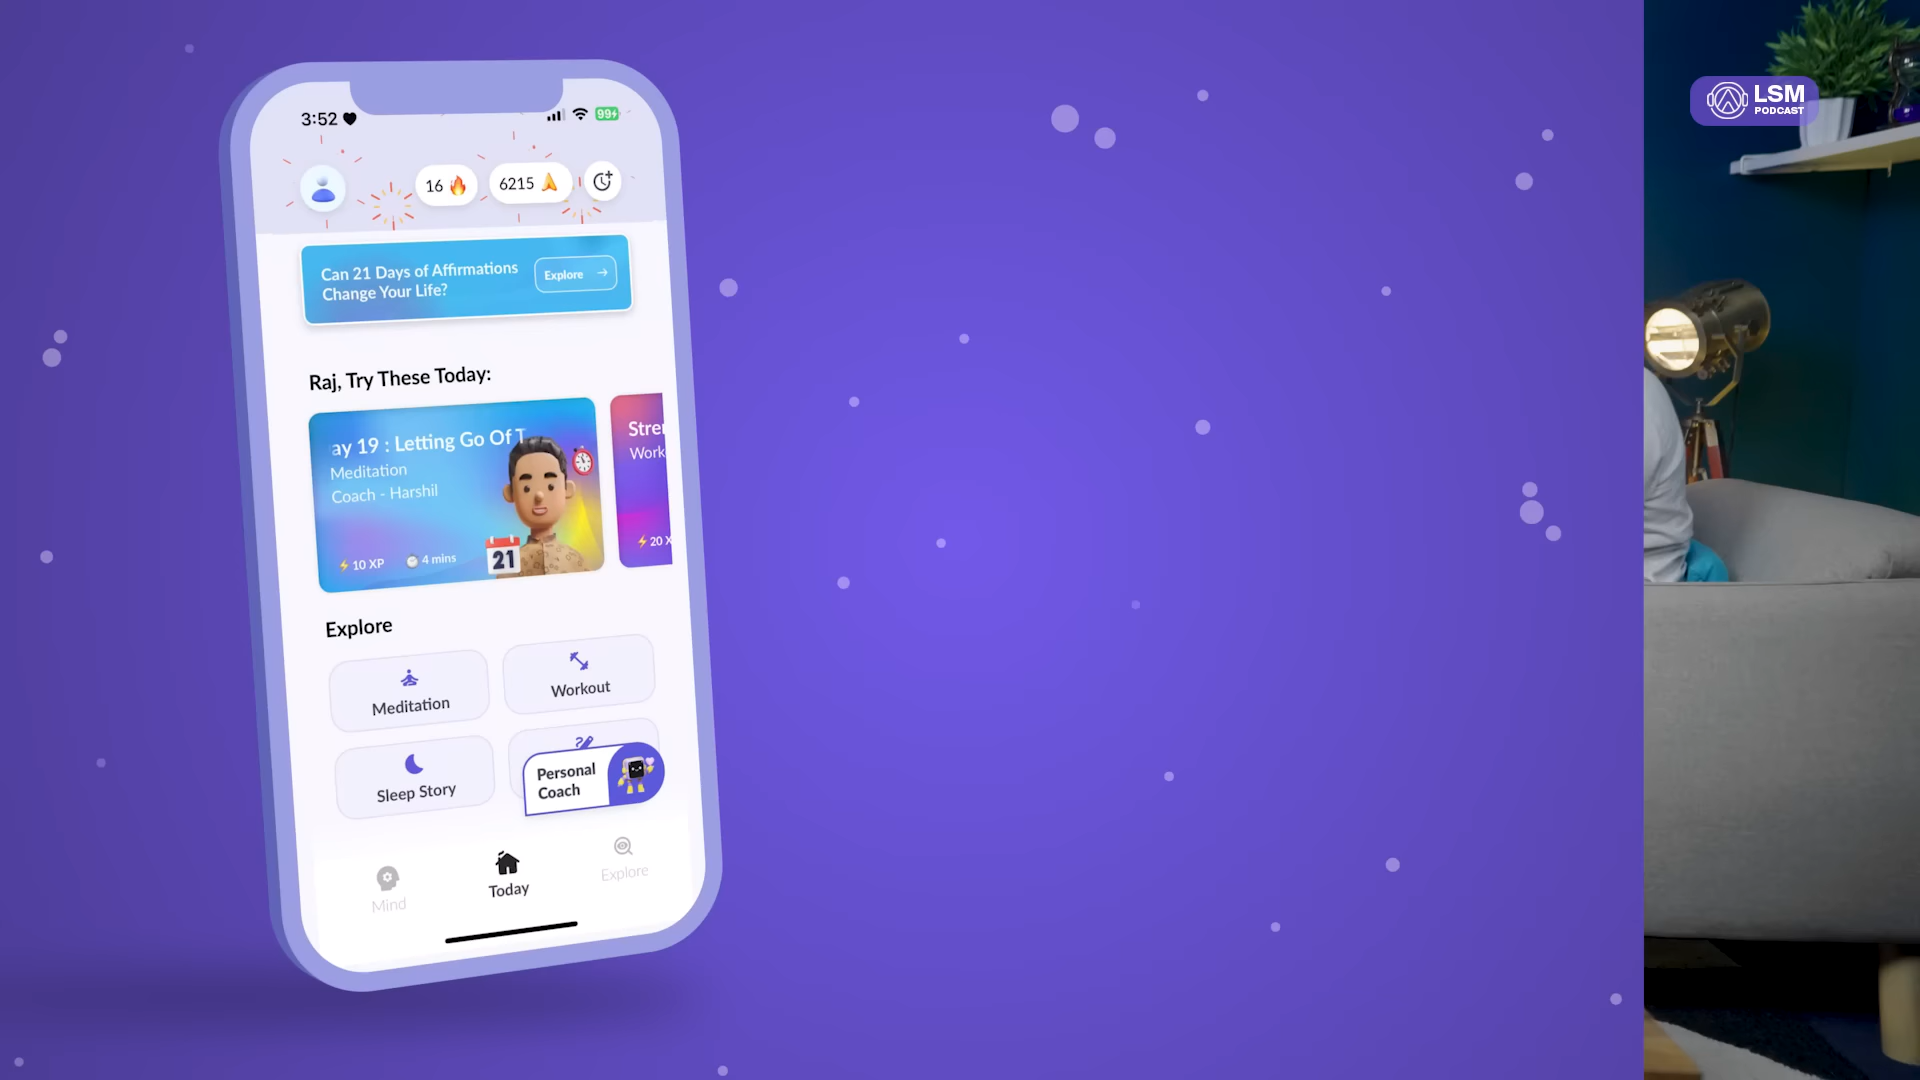 LSM
PODCAST
3:52
99
16
6215
Can 21 Days of Affirmations
Change Your Life?
Explore
Raj, Try These Today:
ay 19 : Letting Go Of T
Meditation
Coach - Harshil
21
10 XP
4 mins
Stre
Work
20 X
Explore
Meditation
Workout
Sleep Story
Personal
Coach
Mind
Today
Explore